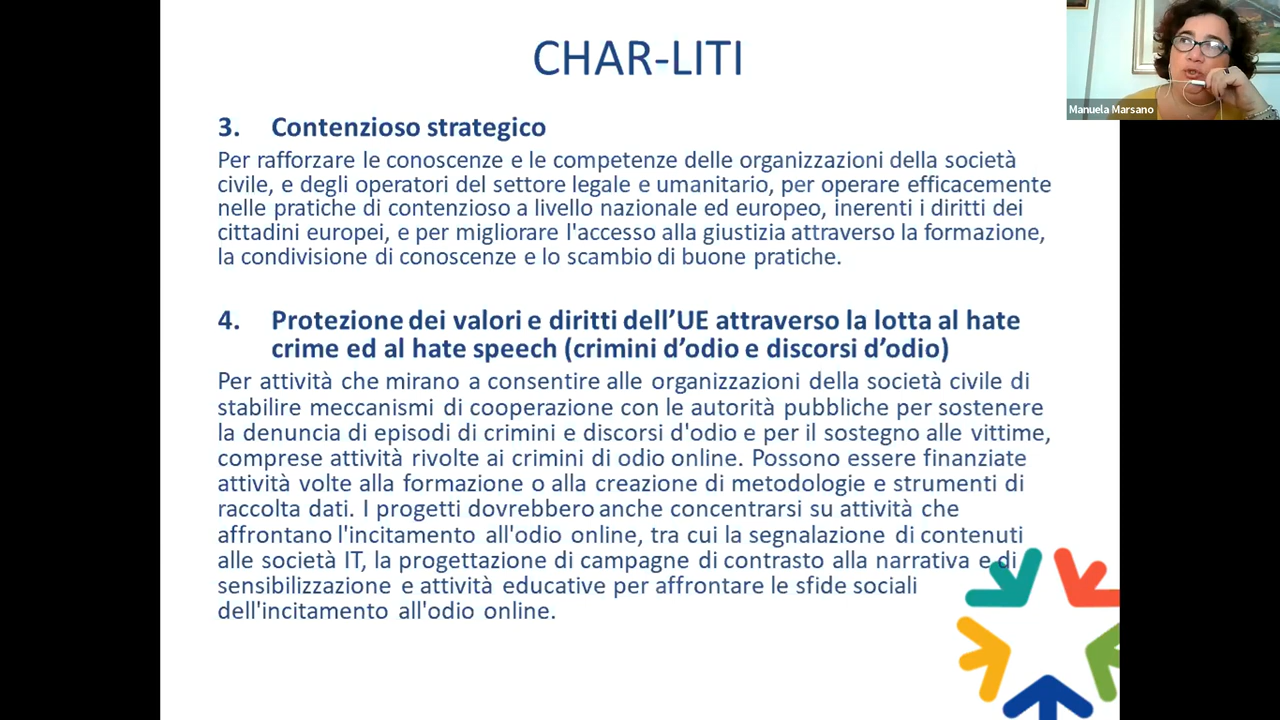 CHAR-LITI
Manuela Marsano
3. Contenzioso strategico
Per rafforzare le conoscenze e le competenze delle organizzazioni della società
civile, e degli operatori del settore legale e umanitario, per operare efficacemente
nelle pratiche di contenzioso a livello nazionale ed europeo, inerenti i diritti dei
cittadini europei, e per migliorare l'accesso alla giustizia attraverso la formazione,
la condivisione di conoscenze e lo scambio di buone pratiche.
4. Protezione dei valori e diritti dell’UE attraverso la lotta al hate
crime ed al hate speech (crimini d’odio e discorsi d’odio)
Per attività che mirano a consentire alle organizzazioni della società civile di
stabilire meccanismi di cooperazione con le autorità pubbliche per sostenere
la denuncia di episodi di crimini e discorsi d'odio e per il sostegno alle vittime,
comprese attività rivolte ai crimini di odio online. Possono essere finanziate
attività volte alla formazione o alla creazione di metodologie e strumenti di
raccolta dati. I progetti dovrebbero anche concentrarsi su attività che
affrontano l'incitamento all'odio online, tra cui la segnalazione di contenuti
alle società IT, la progettazione di campagne di contrasto alla narrativa e di
sensibilizzazione e attività educative per affrontare le sfide sociali
dell'incitamento all'odio online.